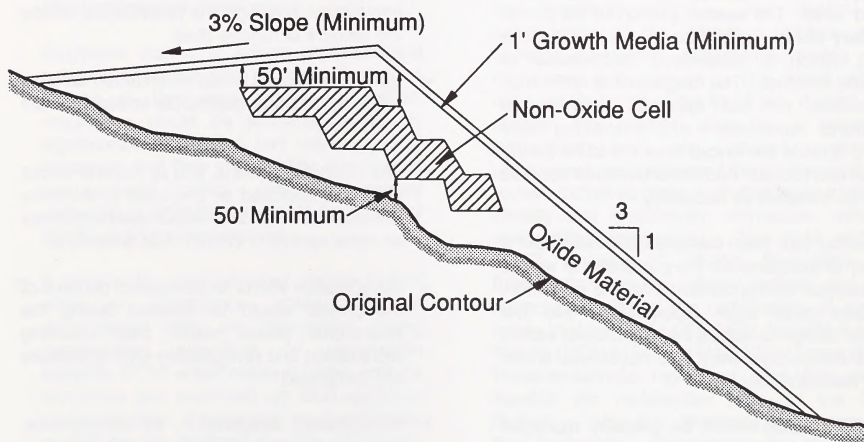 3% Slope (Minimum)
1' Growth Media (Minimum)
50' Minimum
Non-Oxide Cell
50' Minimum
3
1
Oxide Material
Original Contour